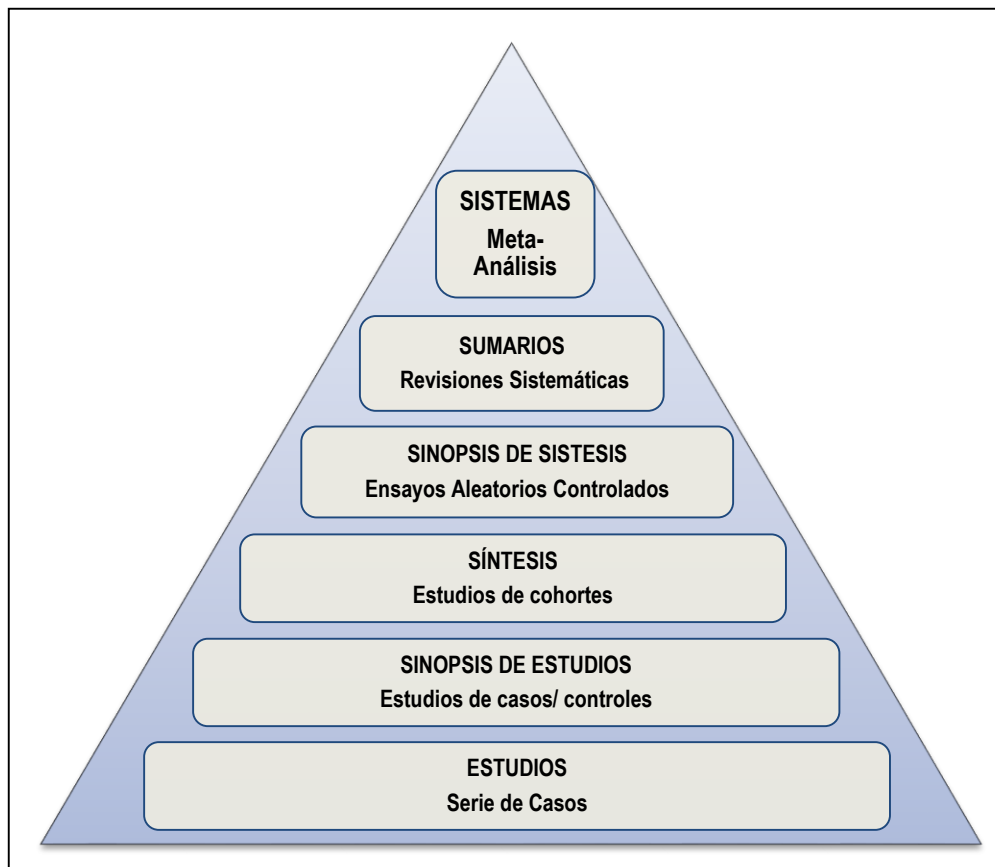 SISTEMAS
Meta-
Análisis
SUMARIOS
Revisiones Sistemáticas
SINOPSIS DE SISTESIS
Ensayos Aleatorios Controlados
SÍNTESIS
Estudios de cohortes
SINOPSIS DE ESTUDIOS
Estudios de casos/ controles
ESTUDIOS
Serie de Casos